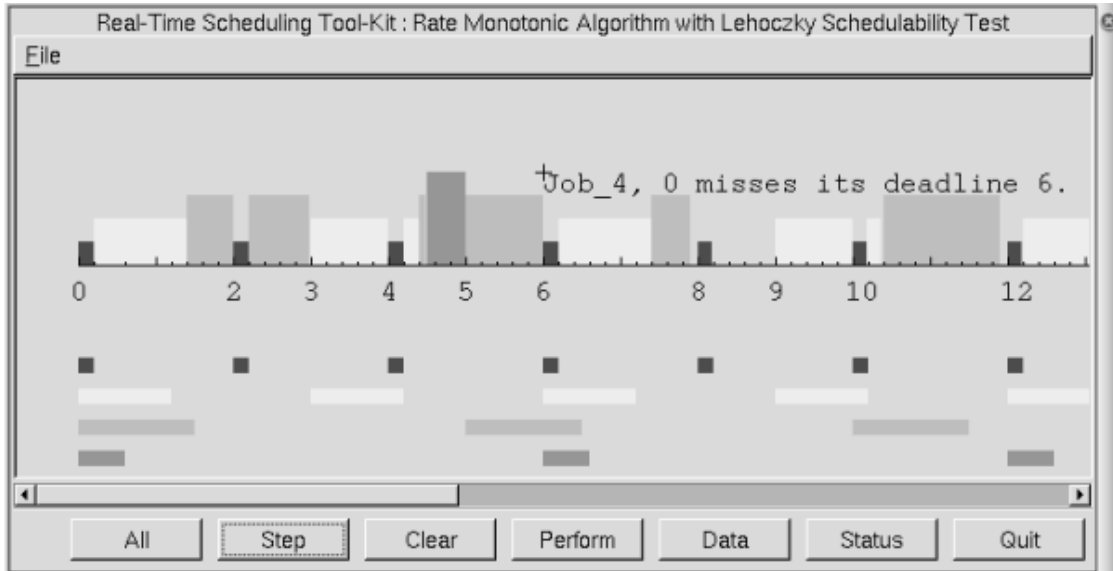 Real-Time Scheduling Tool-Kit : Rate Monotonic Algorithm with Lehoczky Schedulability Test
File
Job_4, 0 misses its deadline 6.
0 2 3 4 5 6 8 9 10 12
All Step Clear Perform Data Status Quit